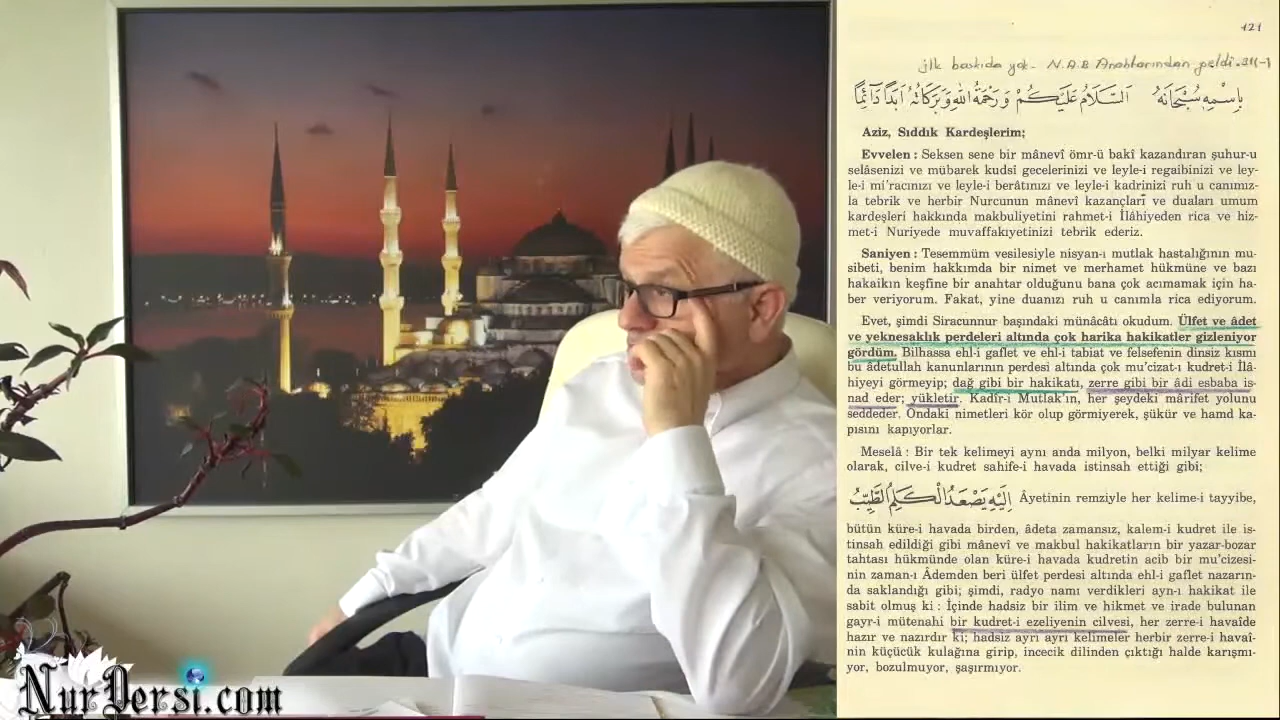 121
ilk baskıda yok - N.A.B Anahtarından geldi.
بِاسْمِهِ سُبْحَانَهُ اَلسَّلَامُ عَلَيْكُمْ وَرَحْمَةُ اللهِ وَبَرَكَاتُهُ اَبَدًا دَائِمًا
Aziz, Sıddık Kardeşlerim;
Evvelen : Seksen sene bir mânevî ömr-ü bakî kazandıran şuhur-u
selâsenizi ve mübarek kudsî gecelerinizi ve leyle-i regaibinizi ve ley-
le-i mi'racınızı ve leyle-i berâtınızı ve leyle-i kadrinizi ruh u canımız-
la tebrik ve herbir Nurcunun mânevî kazançları ve duaları umum
kardeşleri hakkında makbuliyetini rahmet-i İlâhiyeden rica ve hiz-
met-i Nuriyede muvaffakıyetinizi tebrik ederiz.
Saniyen : Tesemmüm vesilesiyle nisyan-ı mutlak hastalığının mu-
sibeti, benim hakkımda bir nimet ve merhamet hükmüne ve bazı
hakaikın keşfine bir anahtar olduğunu bana çok acımamak için ha-
ber veriyorum. Fakat, yine duanızı ruh u canımla rica ediyorum.
Evet, şimdi Siracunnur başındaki münâcâtı okudum. Ülfet ve âdet
ve yeknesaklık perdeleri altında çok harika hakikatler gizleniyor
gördüm. Bilhassa ehl-i gaflet ve ehl-i tabiat ve felsefenin dinsiz kısmı
bu âdetullah kanunlarının perdesi altında çok mu'cizat-ı kudret-i İlâ-
hiyeyi görmeyip; dağ gibi bir hakikatı, zerre gibi bir âdi esbaba is-
nad eder; yükletir. Kadîr-i Mutlak'ın, her şeydeki mârifet yolunu
seddeder. Ondaki nimetleri kör olup görmiyerek, şükür ve hamd ka-
pısını kapıyorlar.
Meselâ : Bir tek kelimeyi aynı anda milyon, belki milyar kelime
olarak, cilve-i kudret sahife-i havada istinsah ettiği gibi;
اِلَيْهِ يَصْعَدُ الْكَلِمُ الطَّيِّبُ Âyetinin remziyle her kelime-i tayyibe,
bütün küre-i havada birden, âdeta zamansız, kalem-i kudret ile is-
tinsah edildiği gibi mânevî ve makbul hakikatların bir yazar-bozar
tahtası hükmünde olan küre-i havada kudretin acib bir mu'cizesi-
nin zaman-ı Âdemden beri ülfet perdesi altında ehl-i gaflet nazarın-
da saklandığı gibi; şimdi, radyo namı verdikleri ayn-ı hakikat ile
sabit olmuş ki : İçinde hadsiz bir ilim ve hikmet ve irade bulunan
gayr-i mütenahi bir kudret-i ezeliyenin cilvesi, her zerre-i havaîde
hazır ve nazırdır ki; hadsiz ayrı ayrı kelimeler herbir zerre-i havaî-
nin küçücük kulağına girip, incecik dilinden çıktığı halde karışmı-
yor, bozulmuyor, şaşırmıyor.
NurDersi.com